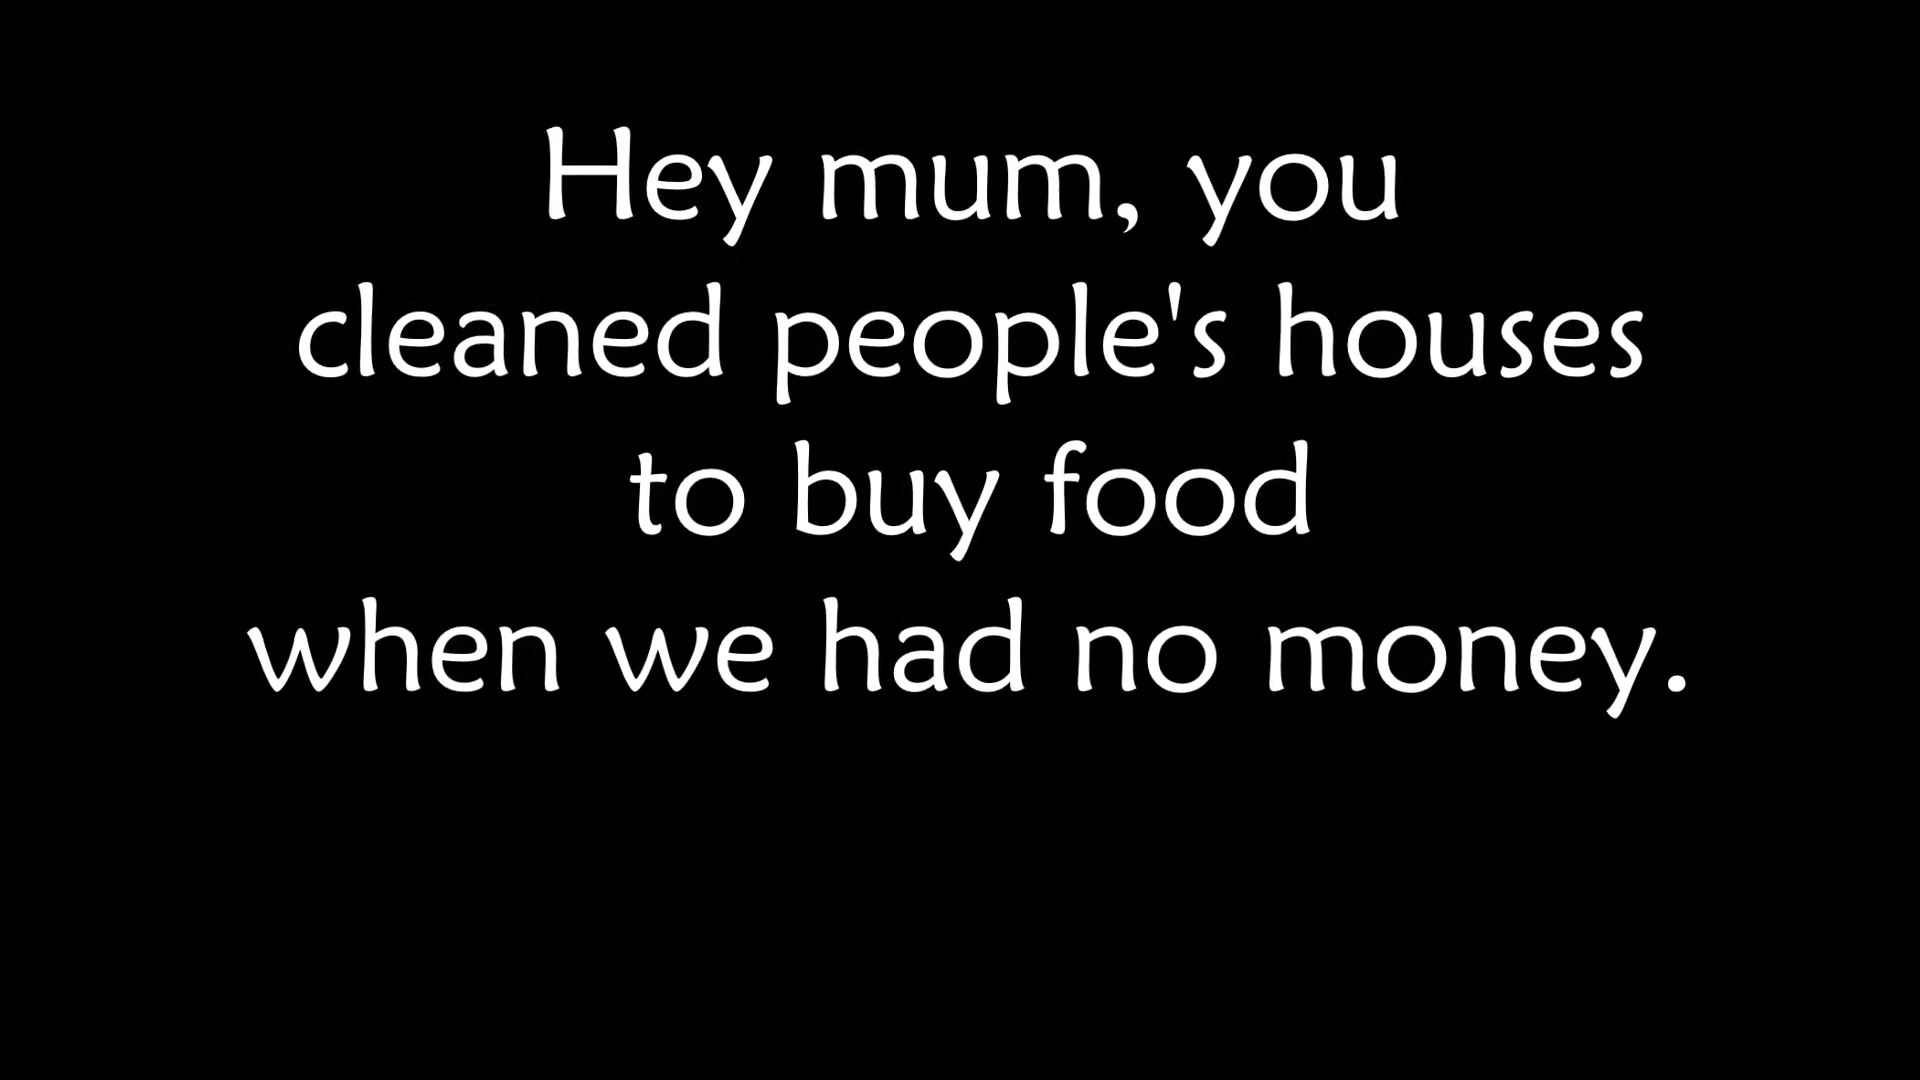 Hey mum, you
cleaned people's houses
to buy food
when we had no money.